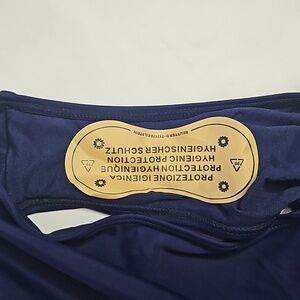 PROTEZIONE IGIENICA
PROTECTION HYGIENIQUE
HYGIENIC PROTECTION
HYGIENISCHER SCHUTZ